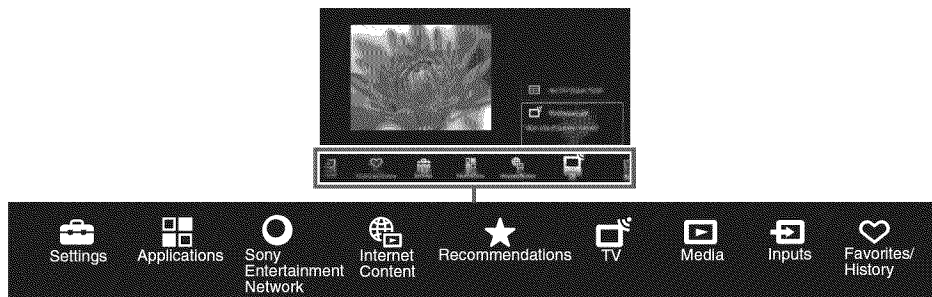 Settings
Applications
Sony
Entertainment
Network
Internet
Content
Recommendations
TV
Media
Inputs
Favorites/
History